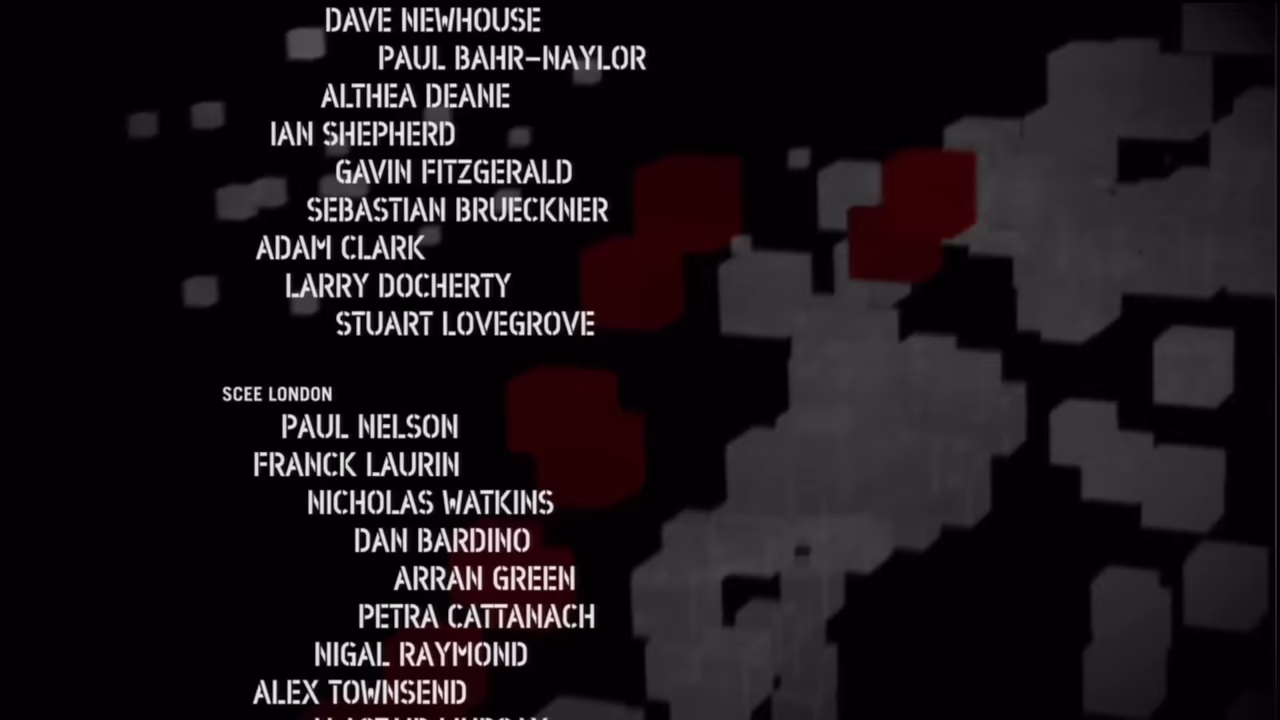 DAVE NEWHOUSE
PAUL BAHR-NAYLOR
ALTHEA DEANE
IAN SHEPHERD
GAVIN FITZGERALD
SEBASTIAN BRUECKNER
ADAM CLARK
LARRY DOCHERTY
STUART LOVEGROVE
SCEE LONDON
PAUL NELSON
FRANCK LAURIN
NICHOLAS WATKINS
DAN BARDINO
ARRAN GREEN
PETRA CATTANACH
NIGAL RAYMOND
ALEX TOWNSEND